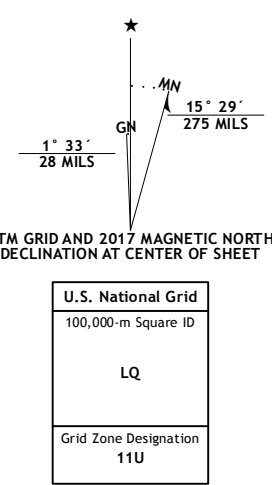 ★
MN
GN
15° 29´
275 MILS
1° 33´
28 MILS
TM GRID AND 2017 MAGNETIC NORTH
DECLINATION AT CENTER OF SHEET
U.S. National Grid
100,000-m Square ID
LQ
Grid Zone Designation
11U